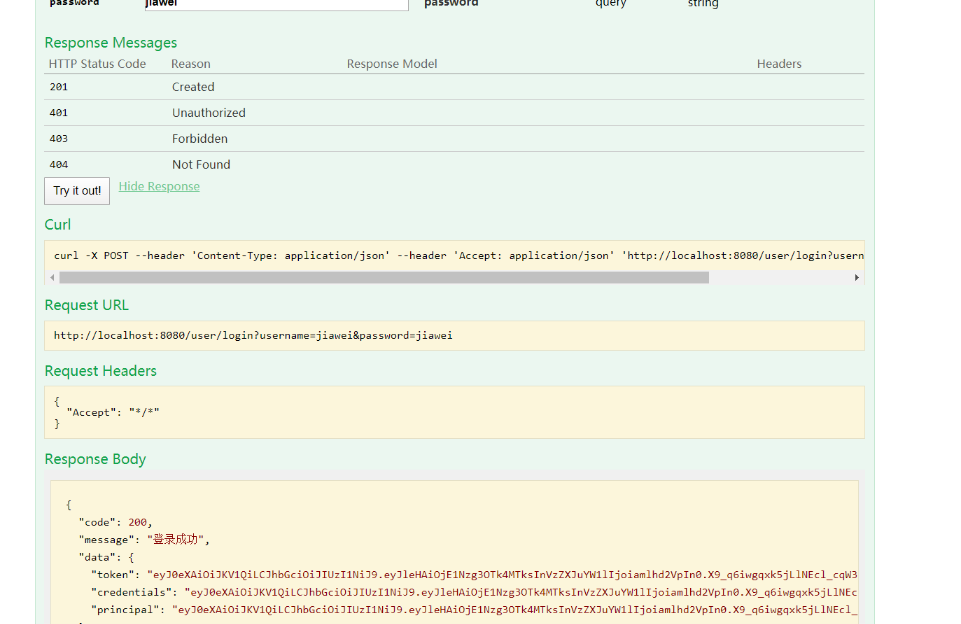 password jiawei password query string
Response Messages
HTTP Status Code Reason Response Model Headers
201 Created
401 Unauthorized
403 Forbidden
404 Not Found
Try it out! Hide Response
Curl
curl -X POST --header 'Content-Type: application/json' --header 'Accept: application/json' 'http://localhost:8080/user/login?usern
Request URL
http://localhost:8080/user/login?username=jiawei&password=jiawei
Request Headers
{
"Accept": "*/*"
}
Response Body
{
"code": 200,
"message": "登录成功",
"data": {
"token": "eyJ0eXAiOiJKV1QiLCJhbGciOiJIUzI1NiJ9.eyJleHAiOjE1Nzg3OTk4MTksInVzZXJuYW1lIjoiamlhd2VpIn0.X9_q6iwgqxk5jLlNEcl_cqW3
"credentials": "eyJ0eXAiOiJKV1QiLCJhbGciOiJIUzI1NiJ9.eyJleHAiOjE1Nzg3OTk4MTksInVzZXJuYW1lIjoiamlhd2VpIn0.X9_q6iwgqxk5jLlNEc
"principal": "eyJ0eXAiOiJKV1QiLCJhbGciOiJIUzI1NiJ9.eyJleHAiOjE1Nzg3OTk4MTksInVzZXJuYW1lIjoiamlhd2VpIn0.X9_q6iwgqxk5jLlNEcl_